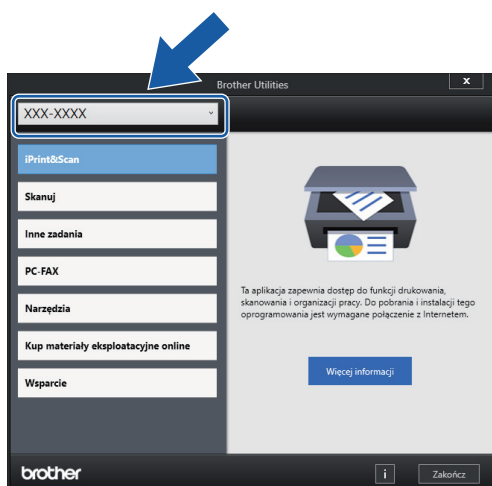 Brother Utilities
x
XXX-XXXX
iPrint&Scan
Skanuj
Inne zadania
PC-FAX
Narzędzia
Kup materiały eksploatacyjne online
Wsparcie
Ta aplikacja zapewnia dostęp do funkcji drukowania,
skanowania i organizacji pracy. Do pobrania i instalacji tego
oprogramowania jest wymagane połączenie z Internetem.
Więcej informacji
brother
i
Zakończ